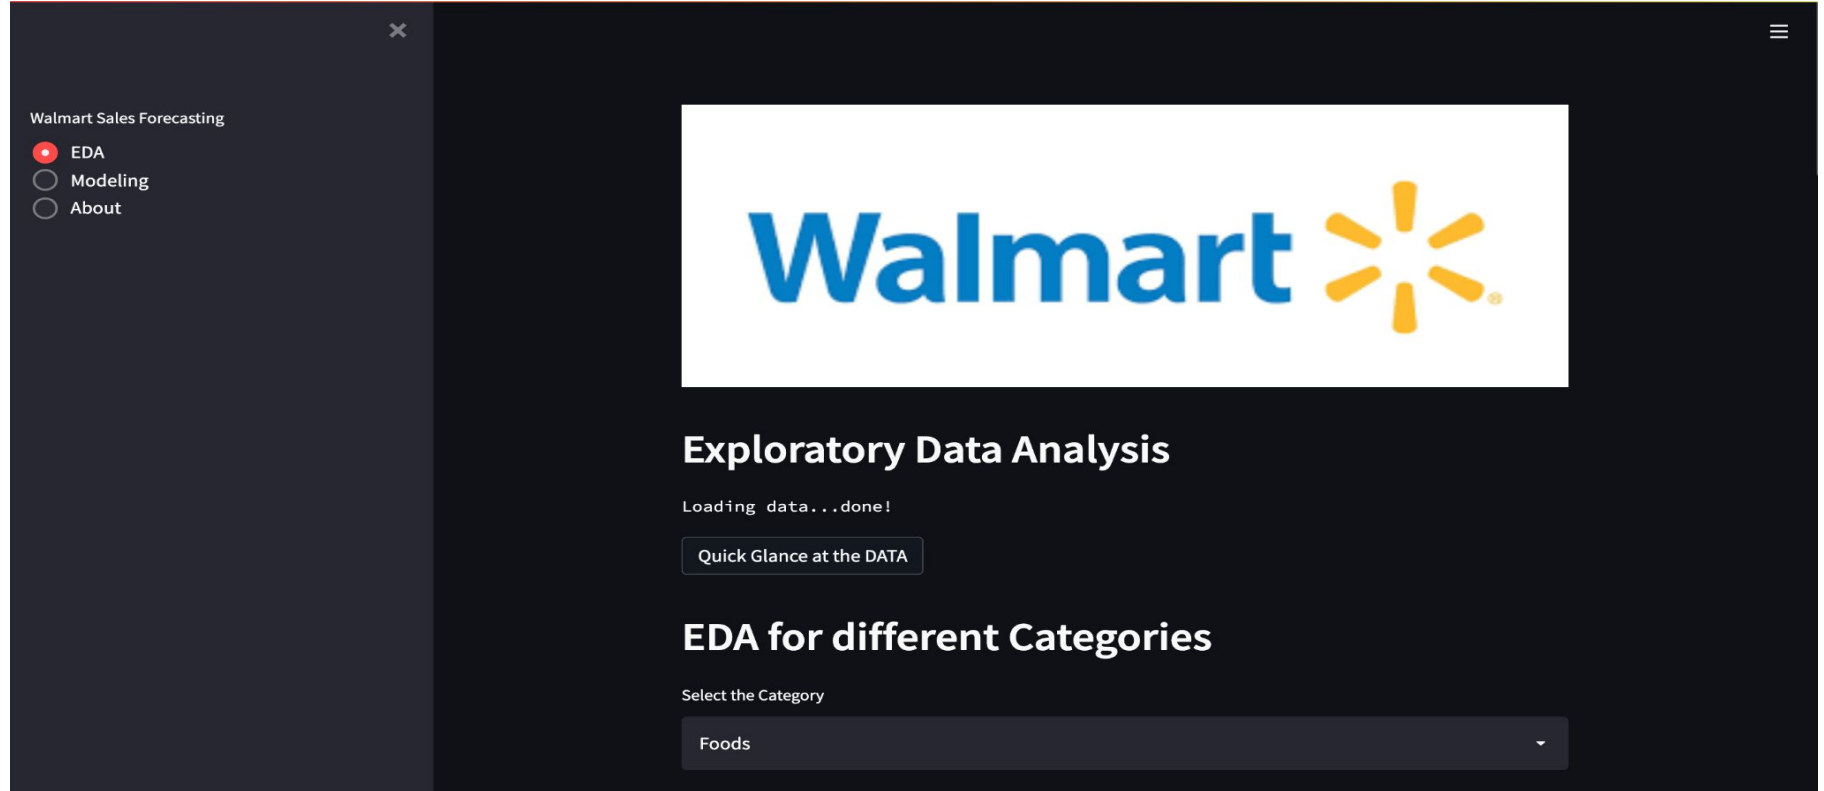 Walmart Sales Forecasting
EDA
Modeling
About
Walmart
Exploratory Data Analysis
Loading data...done!
Quick Glance at the DATA
EDA for different Categories
Select the Category
Foods